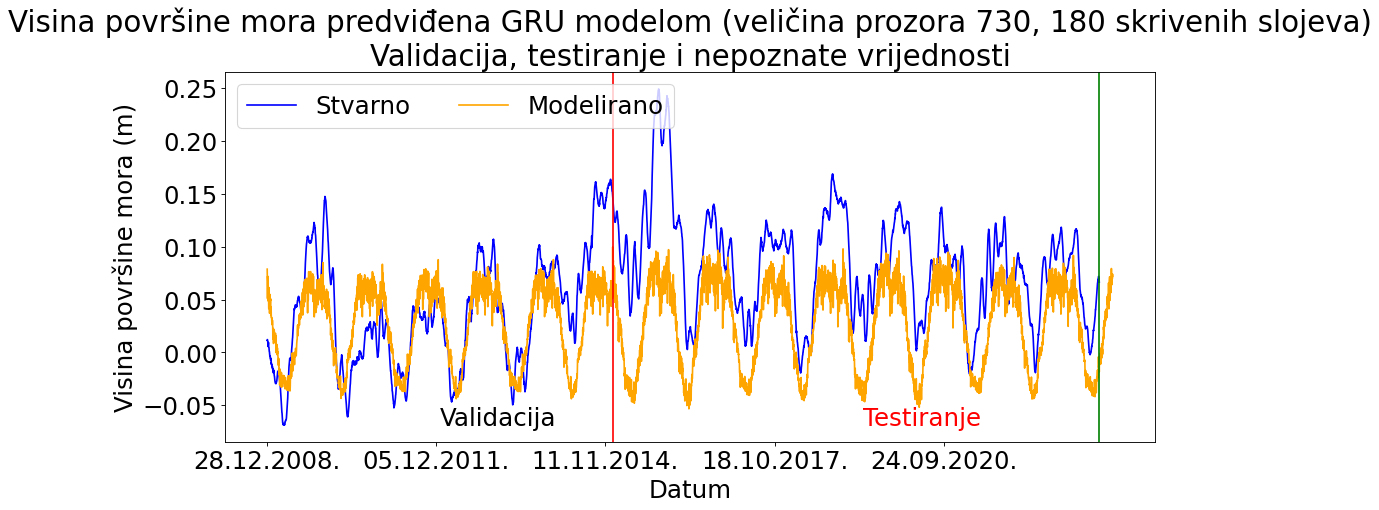 Visina površine mora predviđena GRU modelom (veličina prozora 730, 180 skrivenih slojeva)
Validacija, testiranje i nepoznate vrijednosti
Stvarno
Modelirano
Visina površine mora (m)
0.25
0.20
0.15
0.10
0.05
0.00
−0.05
Validacija
Testiranje
28.12.2008.
05.12.2011.
11.11.2014.
18.10.2017.
24.09.2020.
Datum